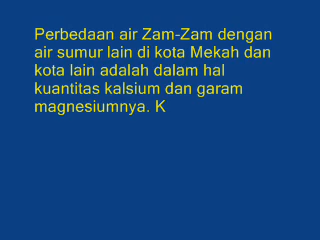 Perbedaan air Zam-Zam dengan
air sumur lain di kota Mekah dan
kota lain adalah dalam hal
kuantitas kalsium dan garam
magnesiumnya. K